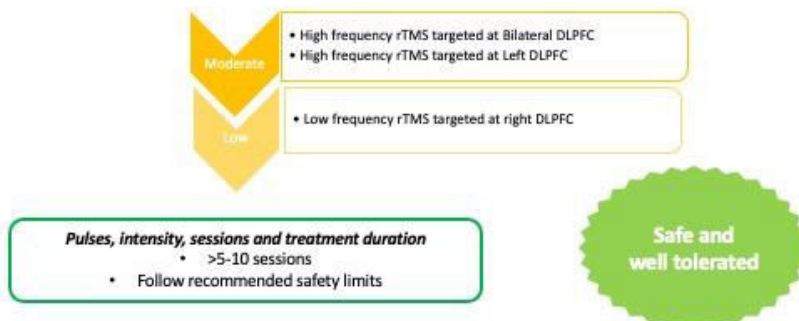 Moderate
• High frequency rTMS targeted at Bilateral DLPFC
• High frequency rTMS targeted at Left DLPFC
Low
• Low frequency rTMS targeted at right DLPFC
Pulses, intensity, sessions and treatment duration
• >5-10 sessions
• Follow recommended safety limits
Safe and
well tolerated